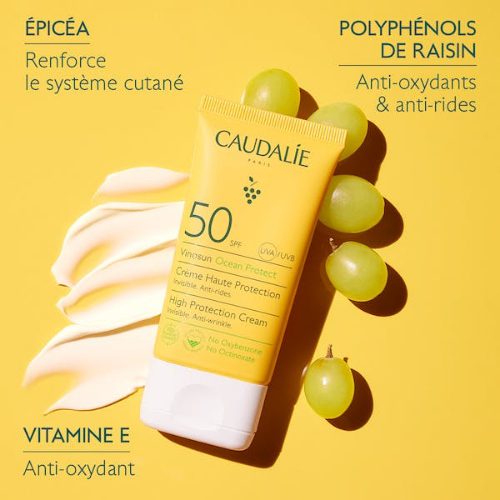 ÉPICÉA
Renforce
le système cutané
POLYPHÉNOLS
DE RAISIN
Anti-oxydants
& anti-rides
CAUDALIE
PARIS
50 SPF
UVA/UVB
Vinosun Ocean Protect
Crème Haute Protection
Invisible. Anti-rides.
High Protection Cream
Invisible. Anti-wrinkle.
No Oxybenzone
No Octinoxate
VITAMINE E
Anti-oxydant